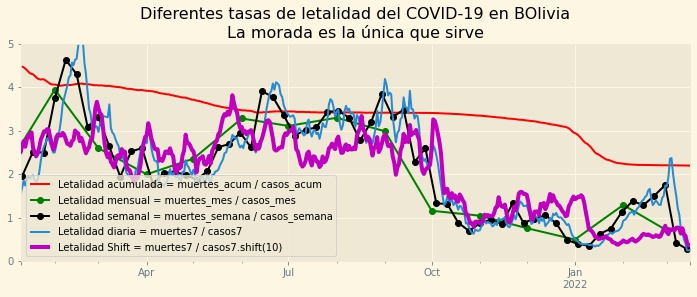 Diferentes tasas de letalidad del COVID-19 en BOlivia
La morada es la única que sirve
5
4
3
2
1
0
Letalidad acumulada = muertes_acum / casos_acum
Letalidad mensual = muertes_mes / casos_mes
Letalidad semanal = muertes_semana / casos_semana
Letalidad diaria = muertes7 / casos7
Letalidad Shift = muertes7 / casos7.shift(10)
Apr
Jul
Oct
Jan
2022